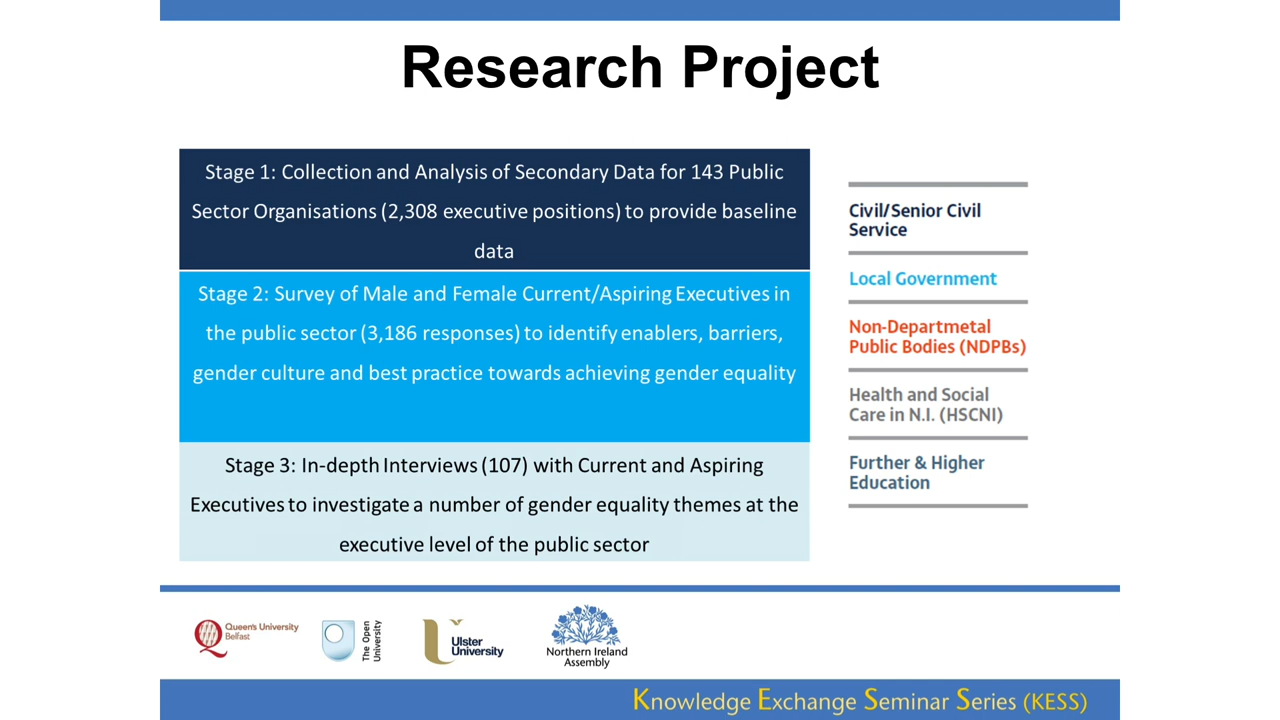 Research Project
Stage 1: Collection and Analysis of Secondary Data for 143 Public
Sector Organisations (2,308 executive positions) to provide baseline
data
Stage 2: Survey of Male and Female Current/Aspiring Executives in
the public sector (3,186 responses) to identify enablers, barriers,
gender culture and best practice towards achieving gender equality
Stage 3: In-depth Interviews (107) with Current and Aspiring
Executives to investigate a number of gender equality themes at the
executive level of the public sector
Civil/Senior Civil
Service
Local Government
Non-Departmetal
Public Bodies (NDPBs)
Health and Social
Care in N.I. (HSCNI)
Further & Higher
Education
Queen's University
Belfast
The Open
University
Ulster
University
Northern Ireland
Assembly
Knowledge Exchange Seminar Series (KESS)